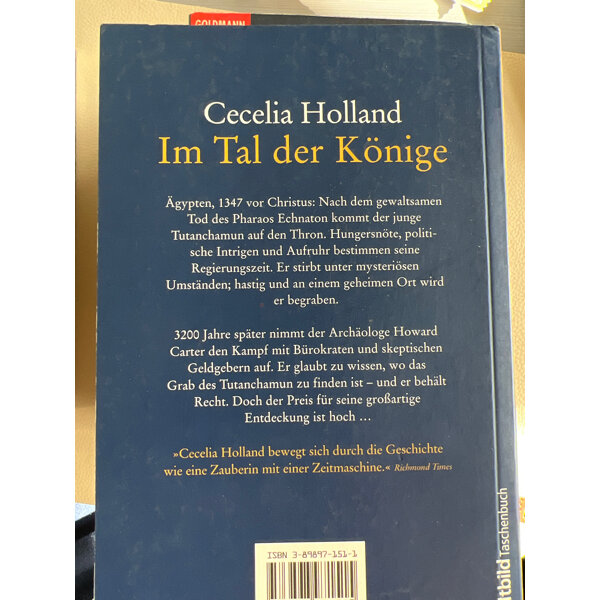 GOLDMANN
Cecelia Holland
Im Tal der Könige
Ägypten, 1347 vor Christus: Nach dem gewaltsamen
Tod des Pharaos Echnaton kommt der junge
Tutanchamun auf den Thron. Hungersnöte, politi-
sche Intrigen und Aufruhr bestimmen seine
Regierungszeit. Er stirbt unter mysteriösen
Umständen; hastig und an einem geheimen Ort wird
er begraben.
3200 Jahre später nimmt der Archäologe Howard
Carter den Kampf mit Bürokraten und skeptischen
Geldgebern auf. Er glaubt zu wissen, wo das
Grab des Tutanchamun zu finden ist – und er behält
Recht. Doch der Preis für seine großartige
Entdeckung ist hoch …
»Cecelia Holland bewegt sich durch die Geschichte
wie eine Zauberin mit einer Zeitmaschine.« Richmond Times
ISBN 3-89897-151-1
ltbild Taschenbuch